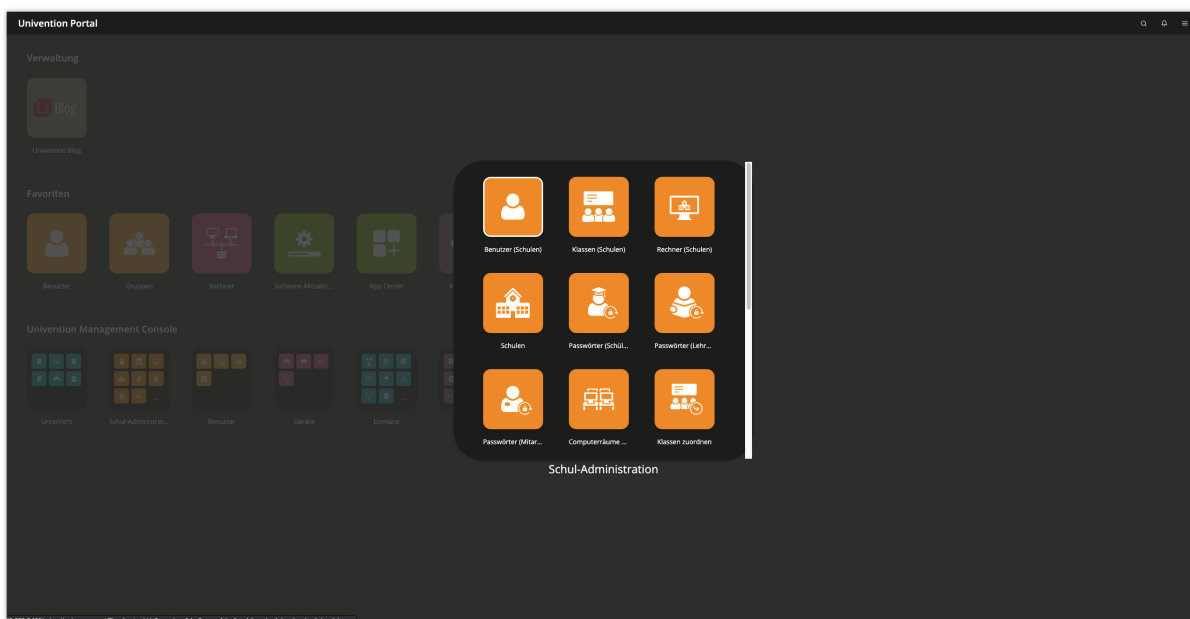 Univention Portal
Verwaltung
Blog
Univention Blog
Favoriten
Benutzer
Gruppen
Rechner
Software-Aktualis...
App Center
Univention Management Console
Unterricht
Schul-Administrat...
Benutzer
Geräte
Domäne
Benutzer (Schulen)
Klassen (Schulen)
Rechner (Schulen)
Schulen
Passwörter (Schül...
Passwörter (Lehr...
Passwörter (Mitar...
Computerräume ...
Klassen zuordnen
Schul-Administration